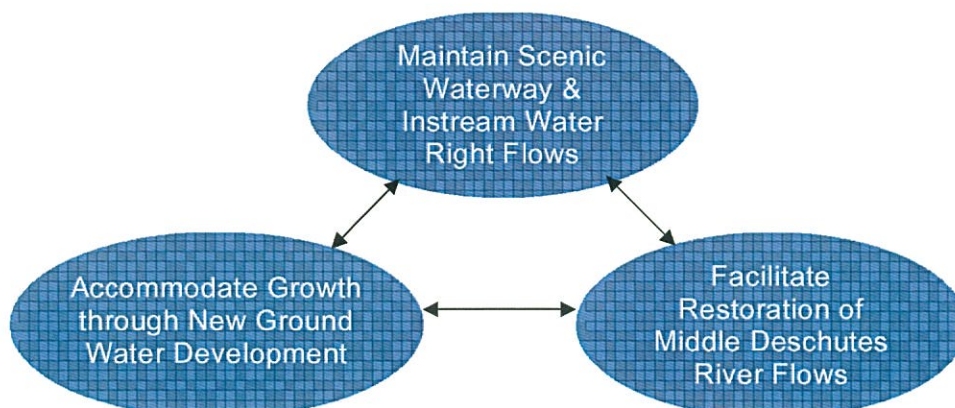 Maintain Scenic
Waterway &
Instream Water
Right Flows
Accommodate Growth
through New Ground
Water Development
Facilitate
Restoration of
Middle Deschutes
River Flows